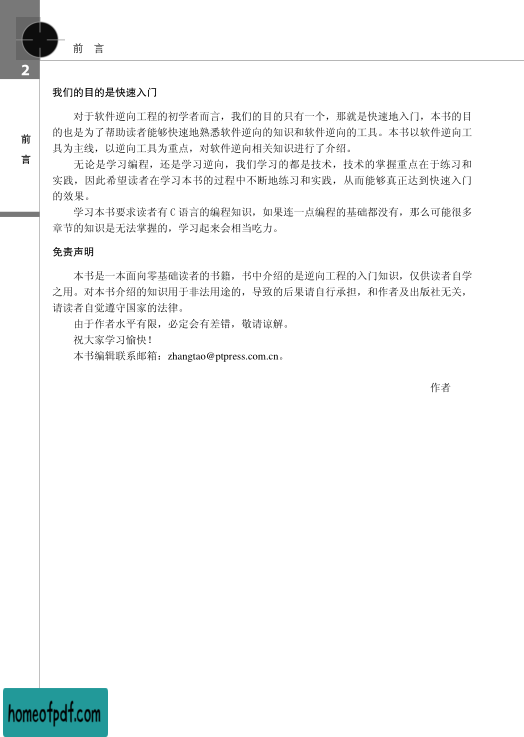 前 言
2
前
言
我们的目的是快速入门
对于软件逆向工程的初学者而言，我们的目的只有一个，那就是快速地入门，本书的目
的也是为了帮助读者能够快速地熟悉软件逆向的知识和软件逆向的工具。本书以软件逆向工
具为主线，以逆向工具为重点，对软件逆向相关知识进行了介绍。
无论是学习编程，还是学习逆向，我们学习的都是技术，技术的掌握重点在于练习和
实践，因此希望读者在学习本书的过程中不断地练习和实践，从而能够真正达到快速入门
的效果。
学习本书要求读者有 C 语言的编程知识，如果连一点编程的基础都没有，那么可能很多
章节的知识是无法掌握的，学习起来会相当吃力。
免责声明
本书是一本面向零基础读者的书籍，书中介绍的是逆向工程的入门知识，仅供读者自学
之用。对本书介绍的知识用于非法用途的，导致的后果请自行承担，和作者及出版社无关，
请读者自觉遵守国家的法律。
由于作者水平有限，必定会有差错，敬请谅解。
祝大家学习愉快！
本书编辑联系邮箱：zhangtao@ptpress.com.cn。
作者
homeofpdf.com